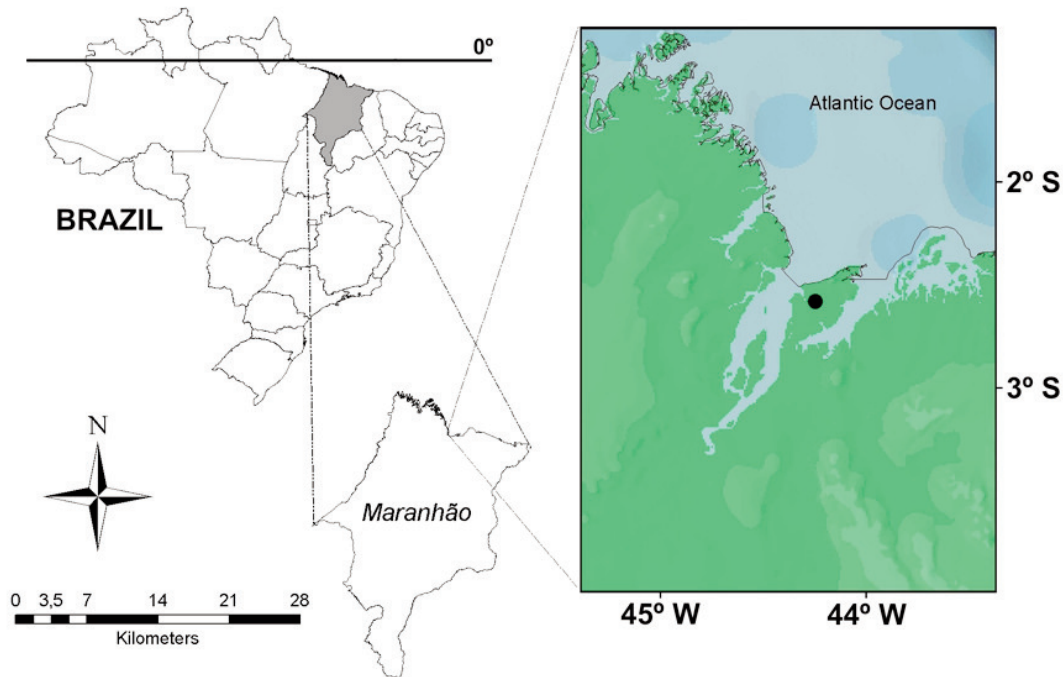 0º
BRAZIL
Atlantic Ocean
2º S
3º S
45º W
44º W
N
Maranhão
0 3,5 7 14 21 28
Kilometers